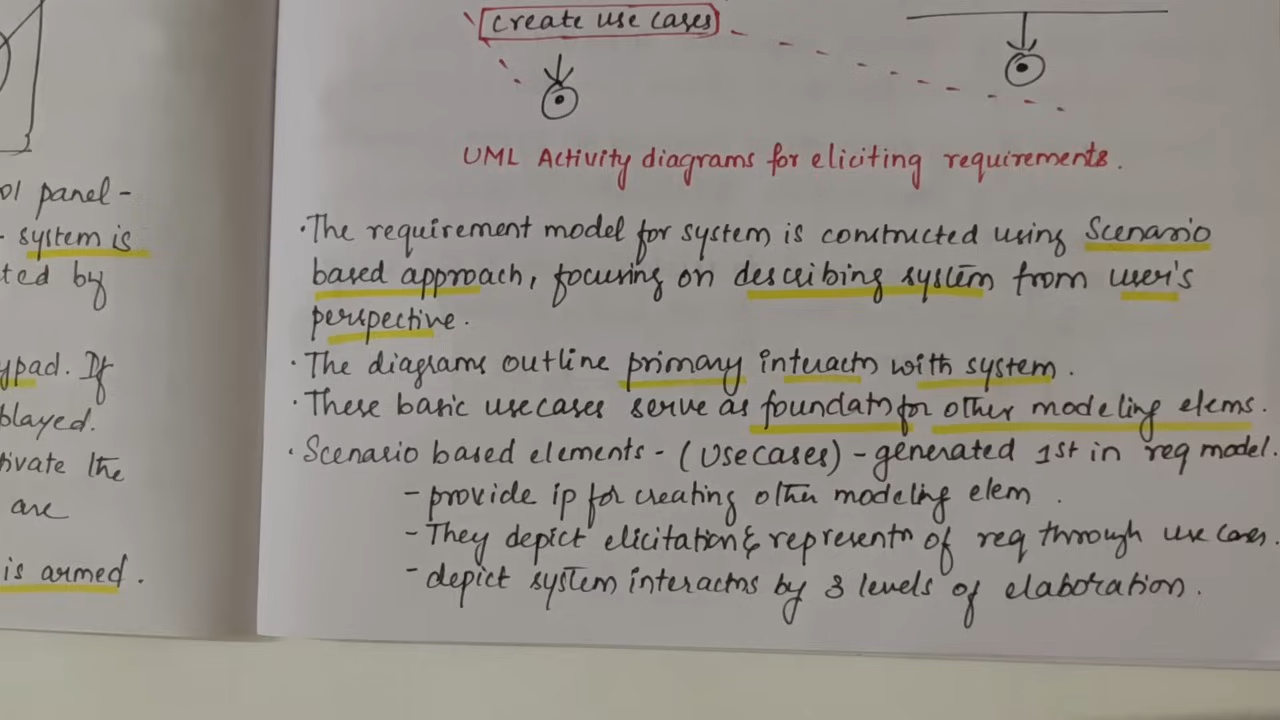 ol panel -
- system is
ted by
ypad. If
played.
tivate the
are
is armed.
create use cases
UML Activity diagrams for eliciting requirements.
·The requirement model for system is constructed using Scenario
based approach, focusing on describing system from user's
perspective.
· The diagrams outline primary interactn with system.
· These basic usecases serve as foundatn for other modeling elems.
· Scenario based elements - (Usecases) - generated 1st in req model.
- provide ip for creating other modeling elem.
- They depict elicitation & representn of req through use cases.
- depict system interactns by 3 levels of elaboration.